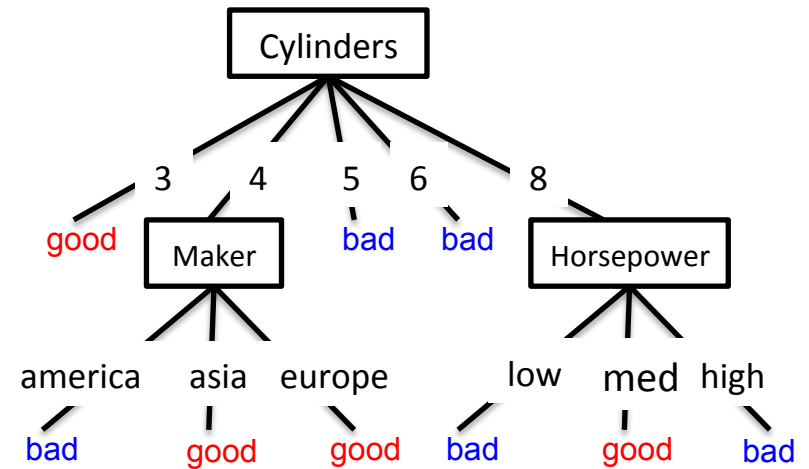 Cylinders
3 4 5 6 8
good Maker bad bad Horsepower
america asia europe low med high
bad good good bad good bad